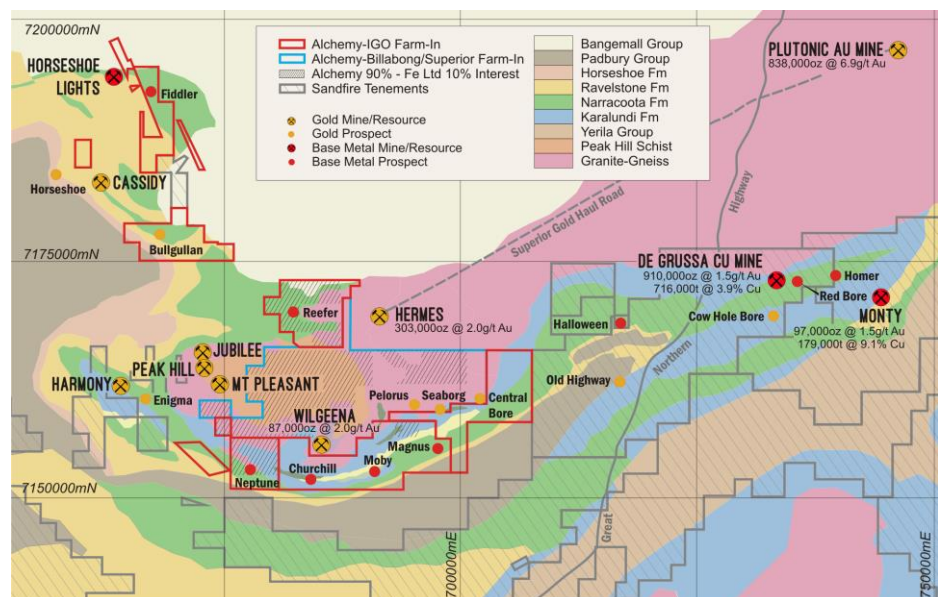 7200000mN
HORSESHOE
LIGHTS
Fiddler
Horseshoe
CASSIDY
Bullgullan
7175000mN
Alchemy-IGO Farm-In
Alchemy-Billabong/Superior Farm-In
Alchemy 90% - Fe Ltd 10% Interest
Sandfire Tenements
Gold Mine/Resource
Gold Prospect
Base Metal Mine/Resource
Base Metal Prospect
Bangemall Group
Padbury Group
Horseshoe Fm
Ravelstone Fm
Narracoota Fm
Karalundi Fm
Yerila Group
Peak Hill Schist
Granite-Gneiss
PLUTONIC AU MINE
838,000oz @ 6.9g/t Au
Superior Gold Haul Road
Highway
DE GRUSSA CU MINE
910,000oz @ 1.5g/t Au
716,000t @ 3.9% Cu
Homer
Red Bore
MONTY
Cow Hole Bore
97,000oz @ 1.5g/t Au
179,000t @ 9.1% Cu
Reefer
HERMES
303,000oz @ 2.0g/t Au
Halloween
Northern
JUBILEE
PEAK HILL
MT PLEASANT
HARMONY
Enigma
Old Highway
Pelorus
Seaborg
Central
Bore
WILGEENA
87,000oz @ 2.0g/t Au
Magnus
Moby
Churchill
Neptune
7150000mN
Great
700000mE
750000mE